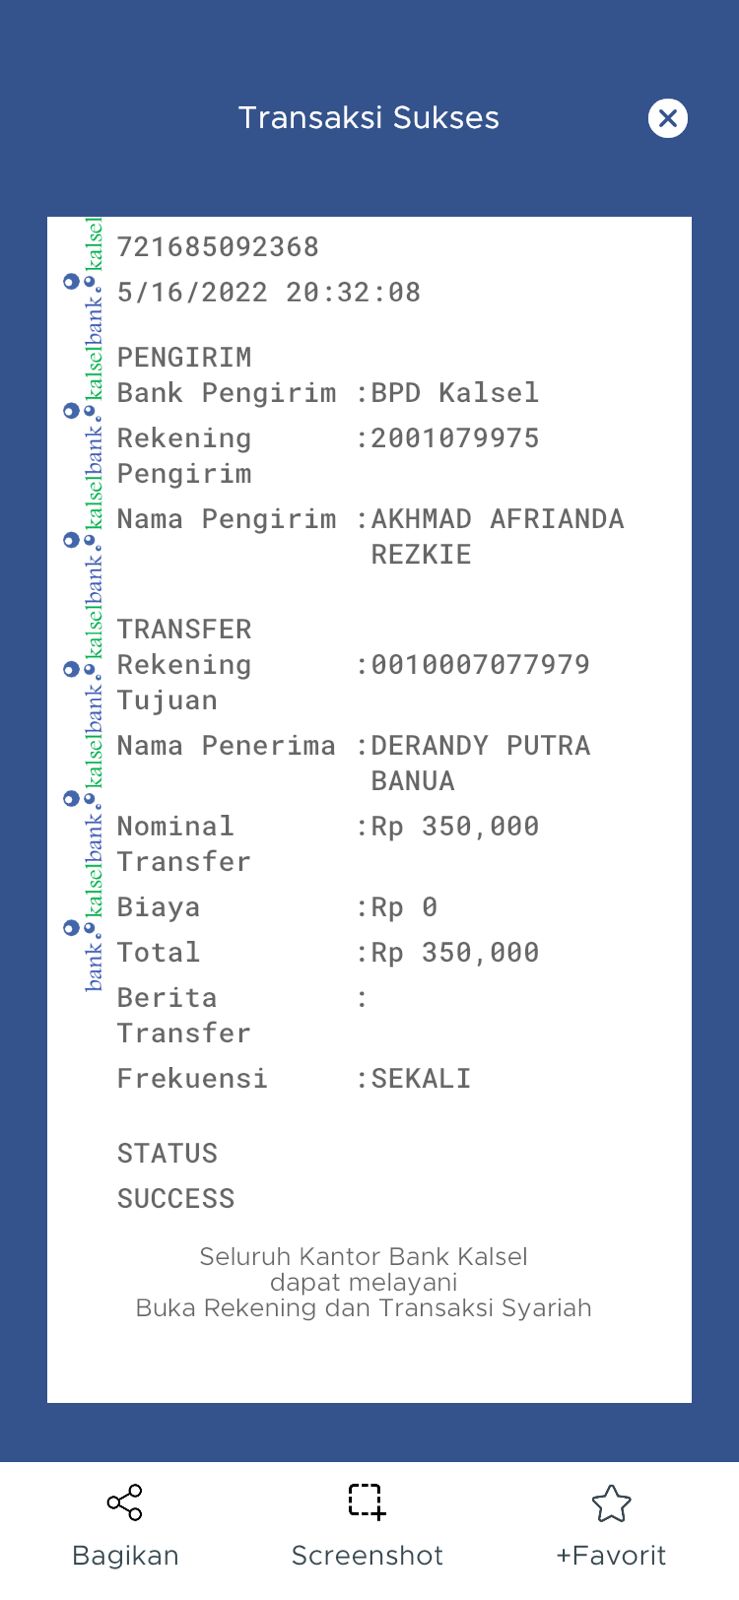 Transaksi Sukses
721685092368
5/16/2022 20:32:08
PENGIRIM
Bank Pengirim :BPD Kalsel
Rekening :2001079975
Pengirim
Nama Pengirim :AKHMAD AFRIANDA
REZKIE
TRANSFER
Rekening :0010007077979
Tujuan
Nama Penerima :DERANDY PUTRA
BANUA
Nominal :Rp 350,000
Transfer
Biaya :Rp 0
Total :Rp 350,000
Berita :
Transfer
Frekuensi :SEKALI
STATUS
SUCCESS
Seluruh Kantor Bank Kalsel
dapat melayani
Buka Rekening dan Transaksi Syariah
bank kalsel bank kalsel bank kalsel bank kalsel bank kalsel bank kalsel
Bagikan
Screenshot
+Favorit